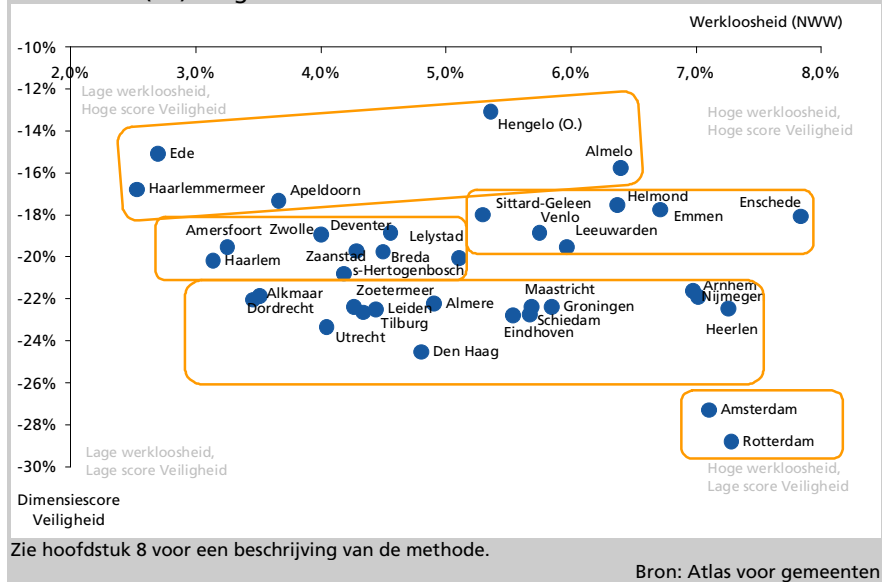 Werkloosheid (NWW)
-10%
2,0% 3,0% 4,0% 5,0% 6,0% 7,0% 8,0%
-12%
Lage werkloosheid,
Hoge score Veiligheid
Hoge werkloosheid,
Hoge score Veiligheid
Hengelo (O.)
-14%
Ede
Almelo
-16%
Haarlemmermeer
Apeldoorn
Sittard-Geleen
Helmond
Enschede
-18%
Venlo
Emmen
Amersfoort
Zwolle
Deventer
Lelystad
Leeuwarden
-20%
Haarlem
Zaanstad
Breda
s-Hertogenbosch
Alkmaar
Zoetermeer
Maastricht
Arnhem
-22%
Dordrecht
Leiden
Almere
Groningen
Nijmeger
Tilburg
Schiedam
Utrecht
Eindhoven
Heerlen
-24%
Den Haag
-26%
Amsterdam
-28%
Rotterdam
Lage werkloosheid,
Lage score Veiligheid
-30%
Hoge werkloosheid,
Lage score Veiligheid
Dimensiescore
Veiligheid
Zie hoofdstuk 8 voor een beschrijving van de methode.
Bron: Atlas voor gemeenten